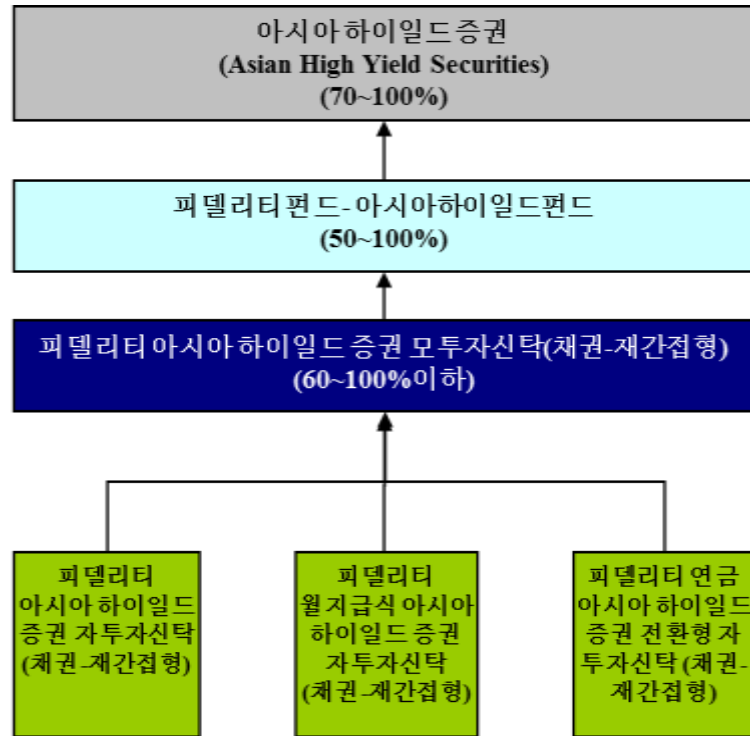 아시아하이일드증권
(Asian High Yield Securities)
(70~100%)
피델리티펀드-아시아하이일드펀드
(50~100%)
피델리티아시아하이일드 증권 모투자신탁(채권-재간접형)
(60~100%이하)
피델리티
아시아하이일드
증권 자투자신탁
(채권-재간접형)
피델리티
월지급식 아시아
하이일드 증권
자투자신탁
(채권-재간접형)
피델리티 연금
아시아하이일드
증권 전환형 자
투자신탁 (채권-
재간접형)